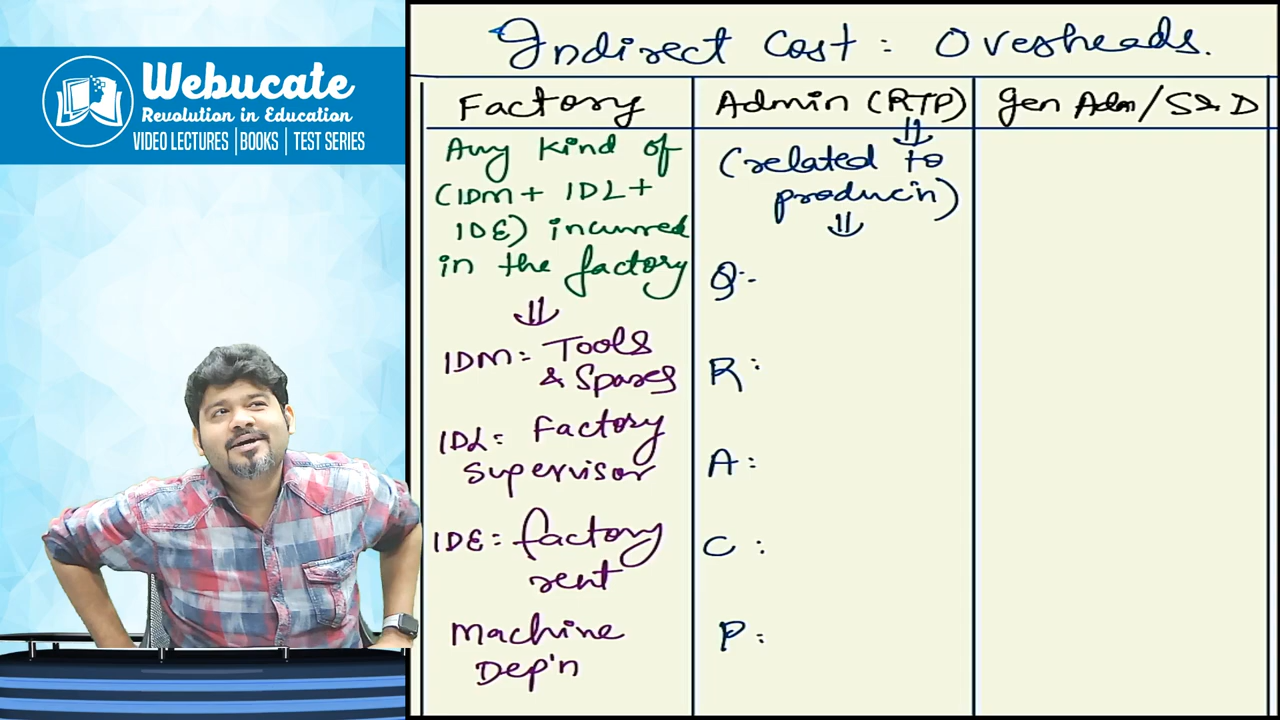 Webucate
Revolution in Education
VIDEO LECTURES | BOOKS | TEST SERIES
Indirect Cost : Overheads.
Factory
Any kind of
(IDM + IDL +
IDE) incurred
in the factory
⇓
IDM = Tools
& Spares
IDL = Factory
Supervisor
IDE = factory
rent
Machine
Dep'n
Admin (RTP)
⇓
(related to
produc'n)
⇓
Q:-
R :
A :
C :
P :
Gen Adm / S & D